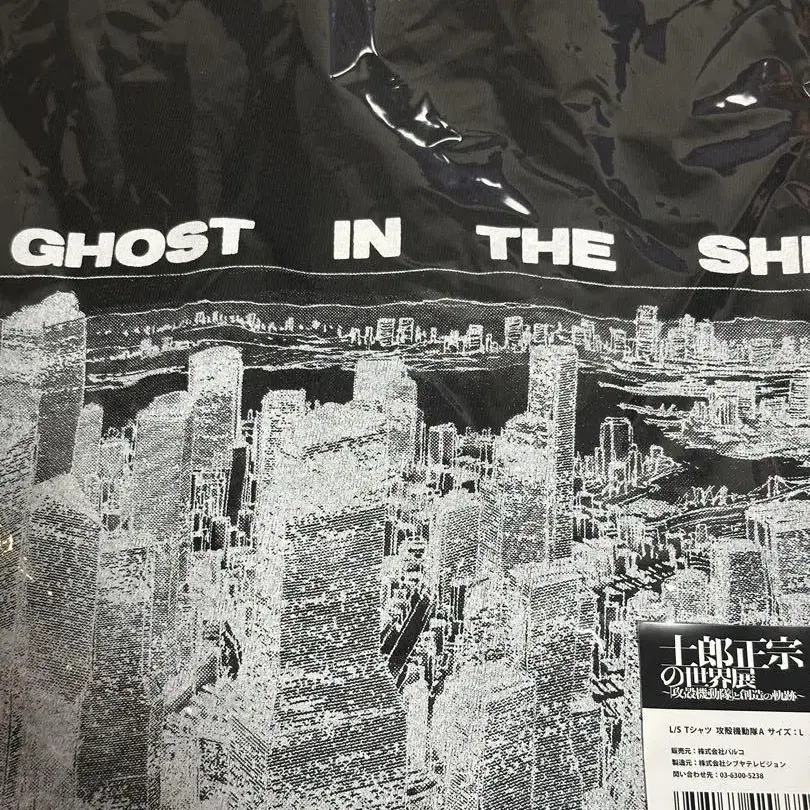 GHOST IN THE SH
士郎正宗
の世界展
〜「攻殻機動隊」と創造の軌跡〜
L/S Tシャツ 攻殻機動隊A サイズ：L
販売元：株式会社パルコ
製造元：株式会社シブヤテレビジョン
問い合わせ先：03-6300-5238